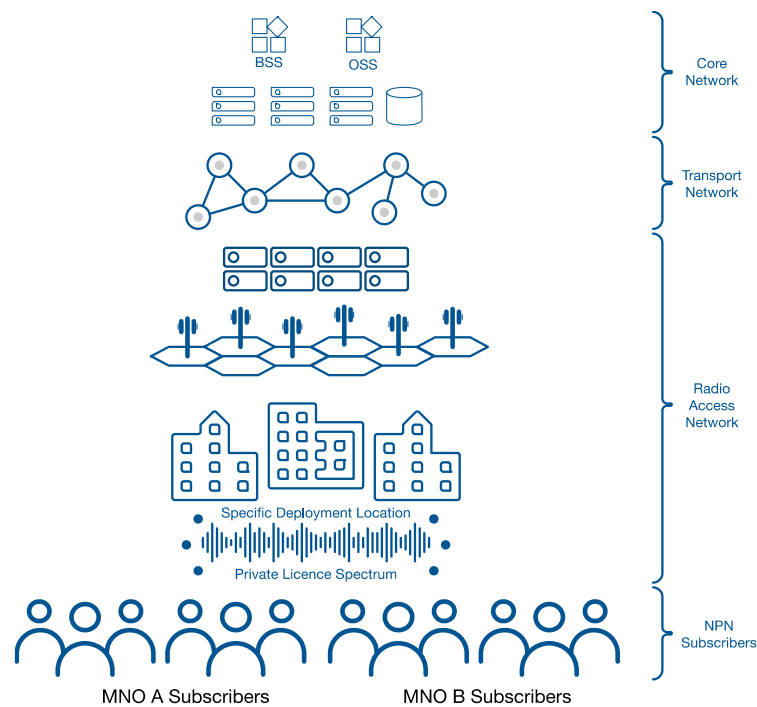 BSS
OSS
Core
Network
Transport
Network
Radio
Access
Network
Specific Deployment Location
Private Licence Spectrum
NPN
Subscribers
MNO A Subscribers
MNO B Subscribers